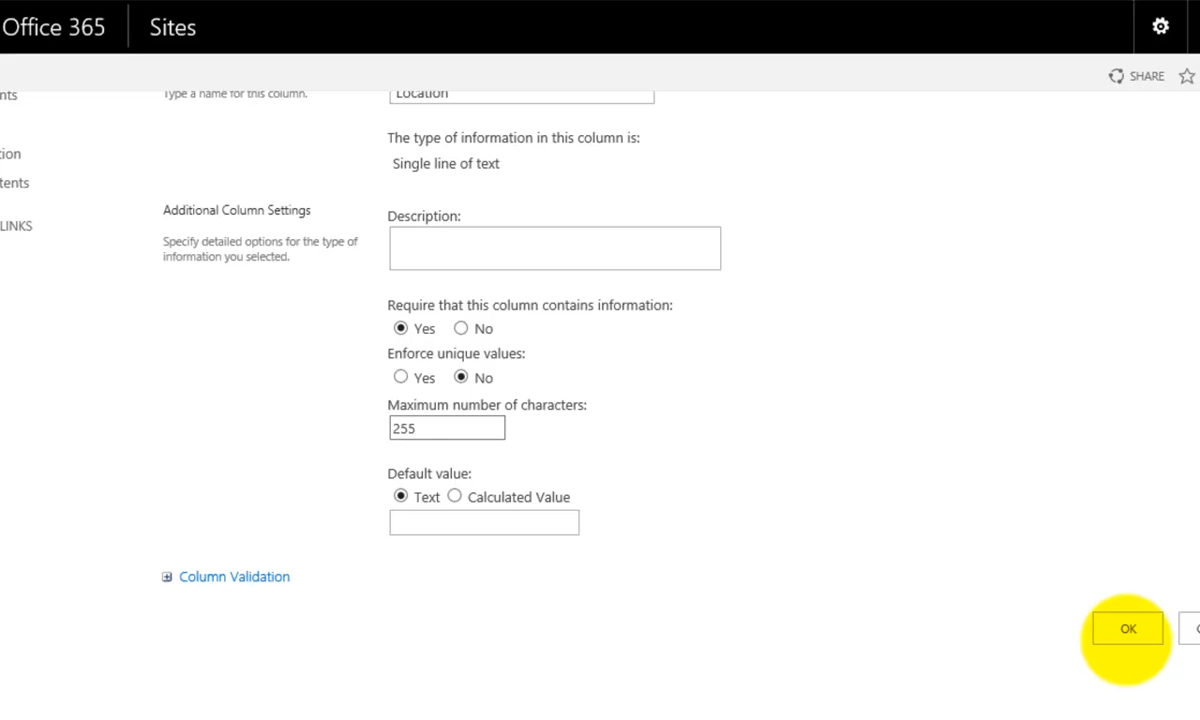 Office 365
Sites
SHARE
nts
Type a name for this column.
Location
The type of information in this column is:
tion
Single line of text
tents
Additional Column Settings
Description:
LINKS
Specify detailed options for the type of
information you selected.
Require that this column contains information:
Yes No
Enforce unique values:
Yes No
Maximum number of characters:
255
Default value:
Text Calculated Value
Column Validation
OK